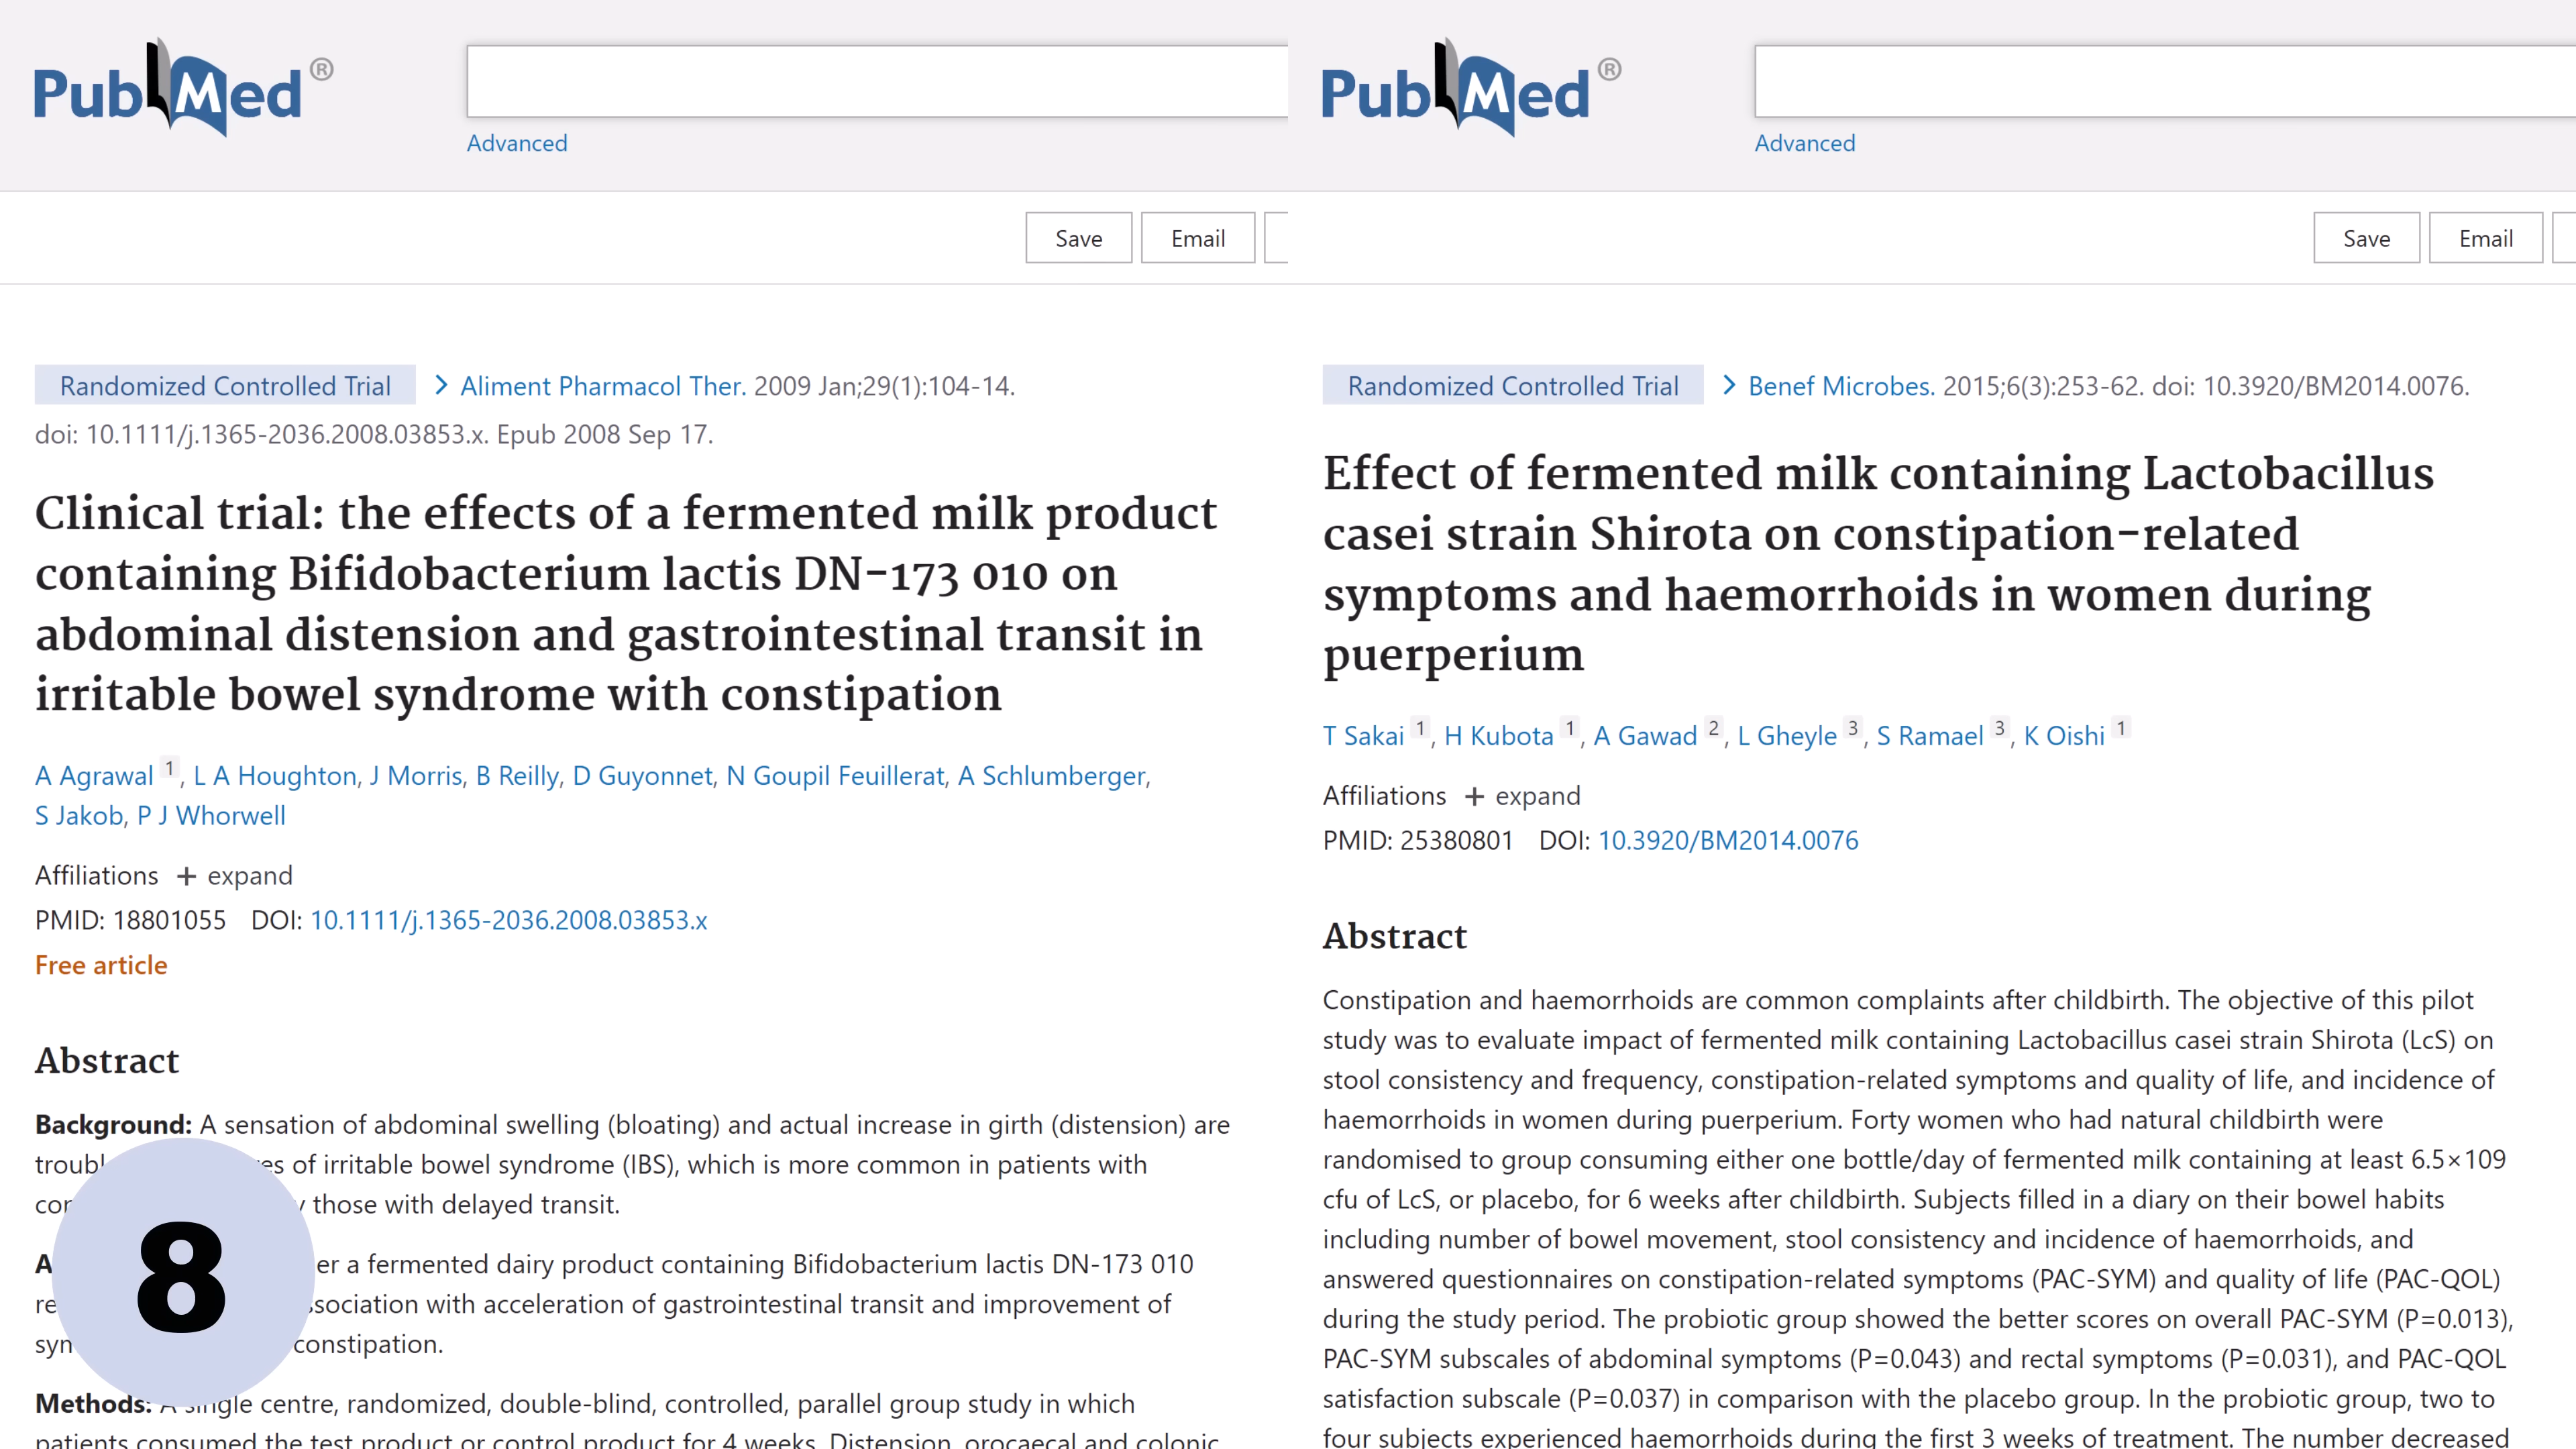 PubMed®
Advanced
Save Email
Randomized Controlled Trial > Aliment Pharmacol Ther. 2009 Jan;29(1):104-14.
doi: 10.1111/j.1365-2036.2008.03853.x. Epub 2008 Sep 17.
Clinical trial: the effects of a fermented milk product
containing Bifidobacterium lactis DN-173 010 on
abdominal distension and gastrointestinal transit in
irritable bowel syndrome with constipation
A Agrawal 1, L A Houghton, J Morris, B Reilly, D Guyonnet, N Goupil Feuillerat, A Schlumberger,
S Jakob, P J Whorwell
Affiliations + expand
PMID: 18801055 DOI: 10.1111/j.1365-2036.2008.03853.x
Free article
Abstract
Background: A sensation of abdominal swelling (bloating) and actual increase in girth (distension) are
of irritable bowel syndrome (IBS), which is more common in patients with
those with delayed transit.
a fermented dairy product containing Bifidobacterium lactis DN-173 010
with acceleration of gastrointestinal transit and improvement of
constipation.
Methods: A single centre, randomized, double-blind, controlled, parallel group study in which
patients consumed the test product or control product for 4 weeks. Distension, orocaecal and colonic
8
PubMed®
Advanced
Save Email
Randomized Controlled Trial > Benef Microbes. 2015;6(3):253-62. doi: 10.3920/BM2014.0076.
Effect of fermented milk containing Lactobacillus
casei strain Shirota on constipation-related
symptoms and haemorrhoids in women during
puerperium
T Sakai 1, H Kubota 1, A Gawad 2, L Gheyle 3, S Ramael 3, K Oishi 1
Affiliations + expand
PMID: 25380801 DOI: 10.3920/BM2014.0076
Abstract
Constipation and haemorrhoids are common complaints after childbirth. The objective of this pilot
study was to evaluate impact of fermented milk containing Lactobacillus casei strain Shirota (LcS) on
stool consistency and frequency, constipation-related symptoms and quality of life, and incidence of
haemorrhoids in women during puerperium. Forty women who had natural childbirth were
randomised to group consuming either one bottle/day of fermented milk containing at least 6.5×109
cfu of LcS, or placebo, for 6 weeks after childbirth. Subjects filled in a diary on their bowel habits
including number of bowel movement, stool consistency and incidence of haemorrhoids, and
answered questionnaires on constipation-related symptoms (PAC-SYM) and quality of life (PAC-QOL)
during the study period. The probiotic group showed the better scores on overall PAC-SYM (P=0.013),
PAC-SYM subscales of abdominal symptoms (P=0.043) and rectal symptoms (P=0.031), and PAC-QOL
satisfaction subscale (P=0.037) in comparison with the placebo group. In the probiotic group, two to
four subjects experienced haemorrhoids during the first 3 weeks of treatment. The number decreased